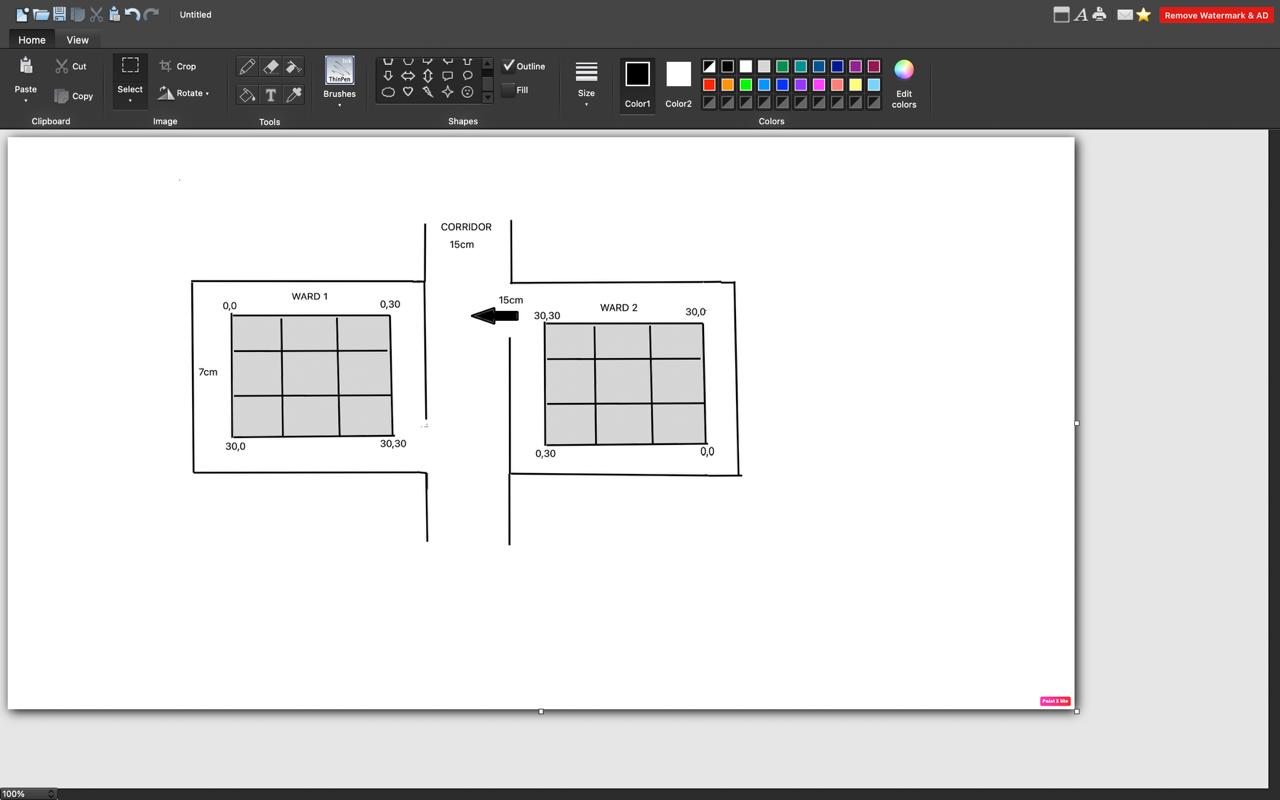 Untitled
Remove Watermark & AD
Home View
Paste
Cut
Copy
Clipboard
Select
Crop
Rotate
Image
Tools
Ink
ThinPen
Brushes
Outline
Fill
Shapes
Size
Color1
Color2
Colors
Edit
colors
CORRIDOR
15cm
WARD 1
0,0
0,30
7cm
30,0
30,30
15cm
WARD 2
30,30
30,0
0,30
0,0
Paint X lite
100%